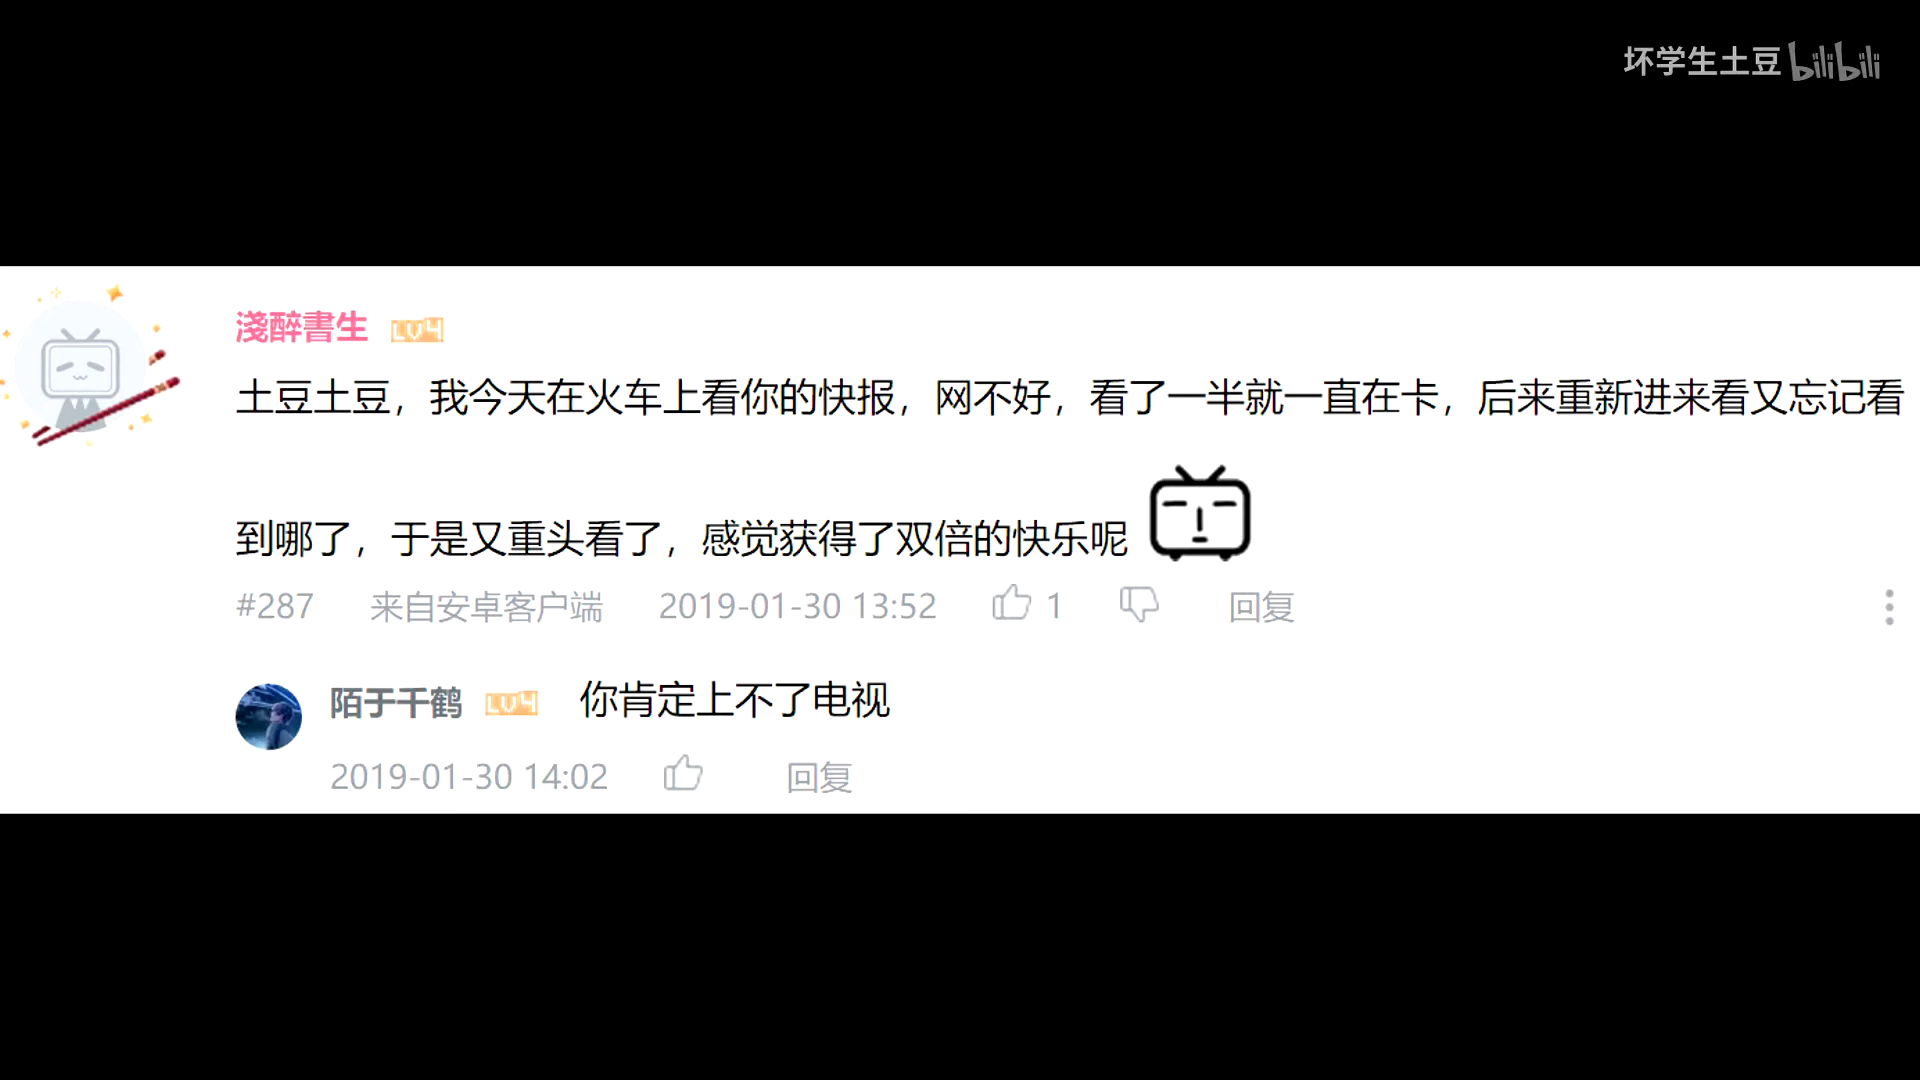 坏学生土豆 bilibili
淺醉書生 LV4
土豆土豆，我今天在火车上看你的快报，网不好，看了一半就一直在卡，后来重新进来看又忘记看
到哪了，于是又重头看了，感觉获得了双倍的快乐呢
#287 来自安卓客户端 2019-01-30 13:52 1 回复
陌于千鹤 LV4 你肯定上不了电视
2019-01-30 14:02 回复